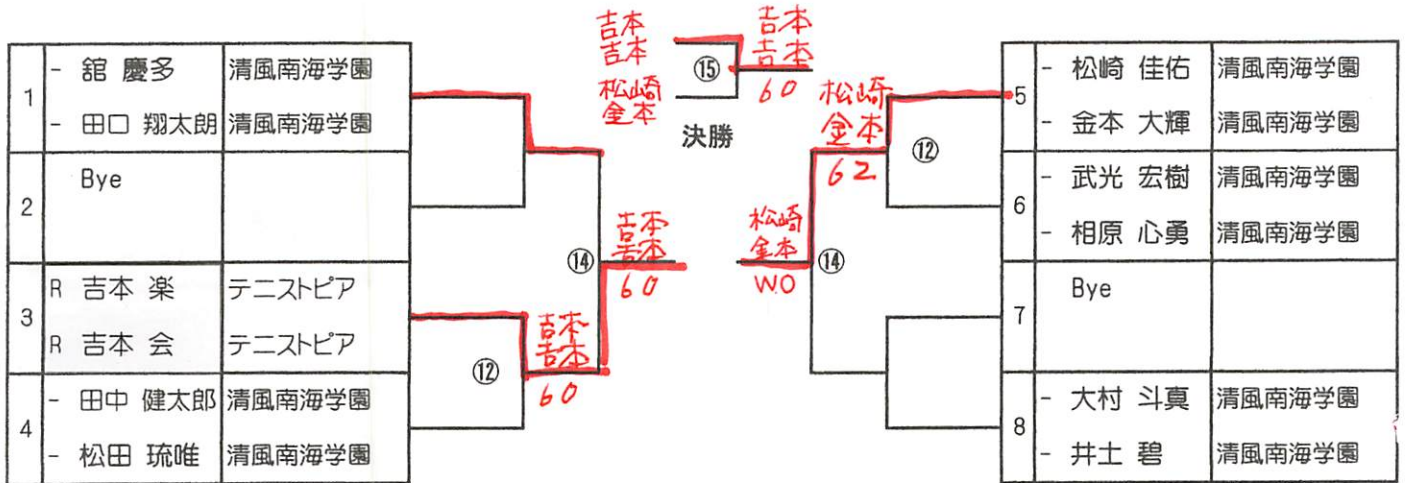 1
- 舘 慶多 清風南海学園
- 田口 翔太朗 清風南海学園
2
Bye
3
R 吉本 楽 テニストピア
R 吉本 会 テニストピア
4
- 田中 健太郎 清風南海学園
- 松田 琉唯 清風南海学園
⑫
吉本
吉本
60
⑭
吉本
吉本
60
吉本
吉本
松崎
金本
⑮
吉本
吉本
60
決勝
松崎
金本
62
⑫
松崎
金本
W.O
⑭
5
- 松崎 佳佑 清風南海学園
- 金本 大輝 清風南海学園
6
- 武光 宏樹 清風南海学園
- 相原 心勇 清風南海学園
7
Bye
8
- 大村 斗真 清風南海学園
- 井土 碧 清風南海学園